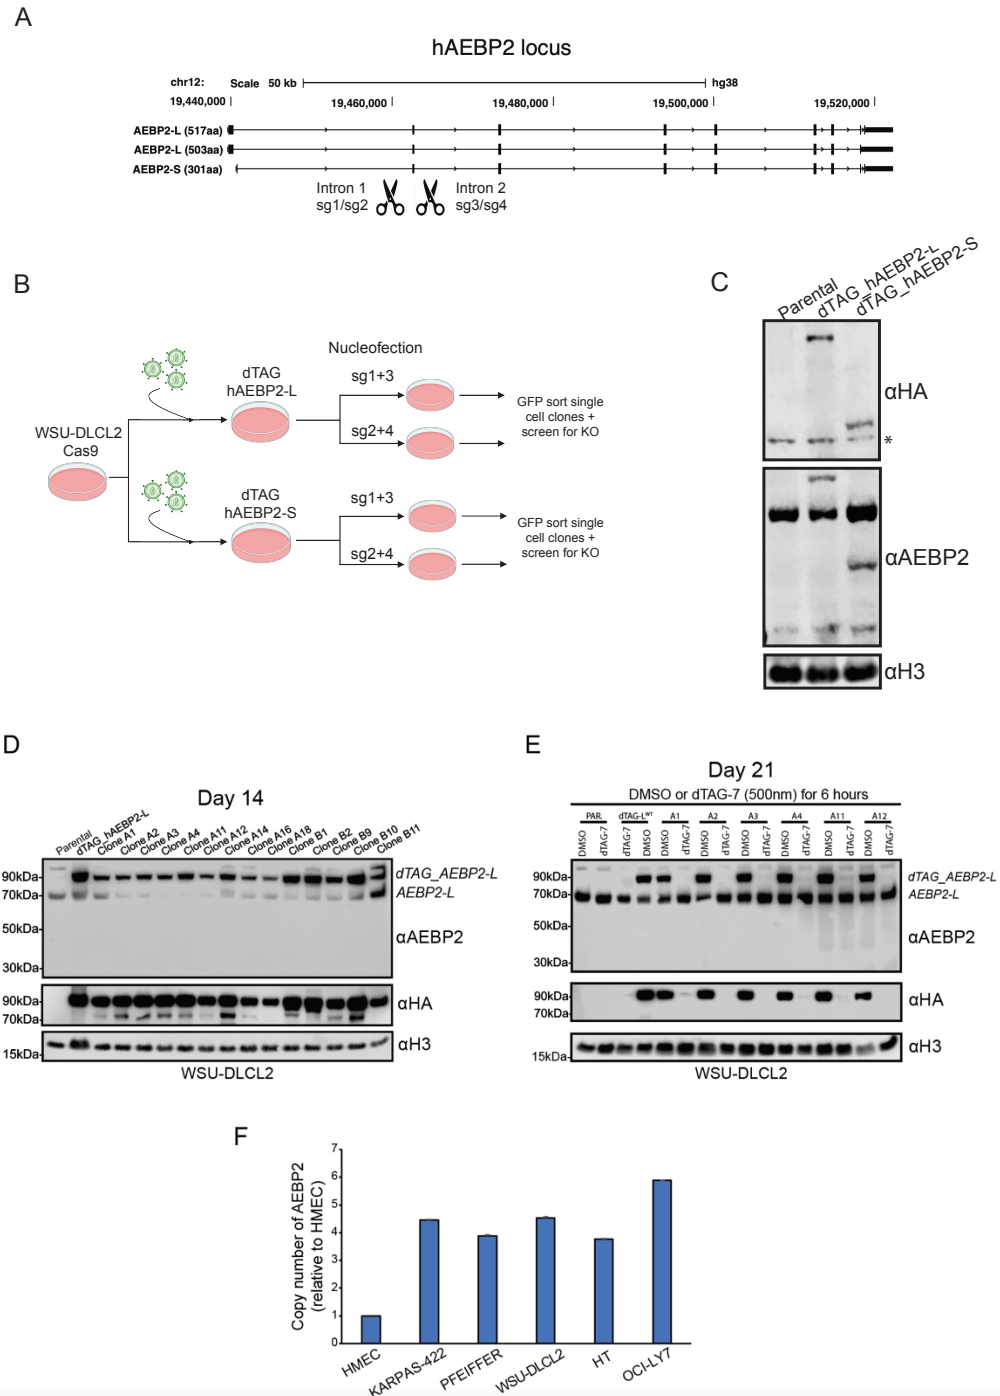 A
hAEBP2 locus
chr12:
Scale
50 kb
hg38
19,440,000
19,460,000
19,480,000
19,500,000
19,520,000
AEBP2-L (517aa)
AEBP2-L (503aa)
AEBP2-S (301aa)
Intron 1
sg1/sg2
Intron 2
sg3/sg4
B
WSU-DLCL2
Cas9
dTAG
hAEBP2-L
Nucleofection
sg1+3
sg2+4
GFP sort single
cell clones +
screen for KO
dTAG
hAEBP2-S
sg1+3
sg2+4
GFP sort single
cell clones +
screen for KO
C
Parental
dTAG_hAEBP2-L
dTAG_hAEBP2-S
αHA
*
αAEBP2
αH3
D
Day 14
Parental
dTAG_hAEBP2-L
Clone A1
Clone A2
Clone A3
Clone A4
Clone A11
Clone A12
Clone A14
Clone A16
Clone A18
Clone B1
Clone B2
Clone B9
Clone B10
Clone B11
90kDa
70kDa
50kDa
30kDa
dTAG_AEBP2-L
AEBP2-L
αAEBP2
90kDa
70kDa
αHA
15kDa
αH3
WSU-DLCL2
E
Day 21
DMSO or dTAG-7 (500nm) for 6 hours
PAR.
dTAG-LWT
A1
A2
A3
A4
A11
A12
DMSO
dTAG-7
dTAG-7
DMSO
DMSO
dTAG-7
DMSO
dTAG-7
DMSO
dTAG-7
DMSO
dTAG-7
DMSO
dTAG-7
DMSO
dTAG-7
90kDa
70kDa
50kDa
30kDa
dTAG_AEBP2-L
AEBP2-L
αAEBP2
90kDa
70kDa
αHA
15kDa
αH3
WSU-DLCL2
F
Copy number of AEBP2
(relative to HMEC)
7
6
5
4
3
2
1
0
HMEC
KARPAS-422
PFEIFFER
WSU-DLCL2
HT
OCI-LY7